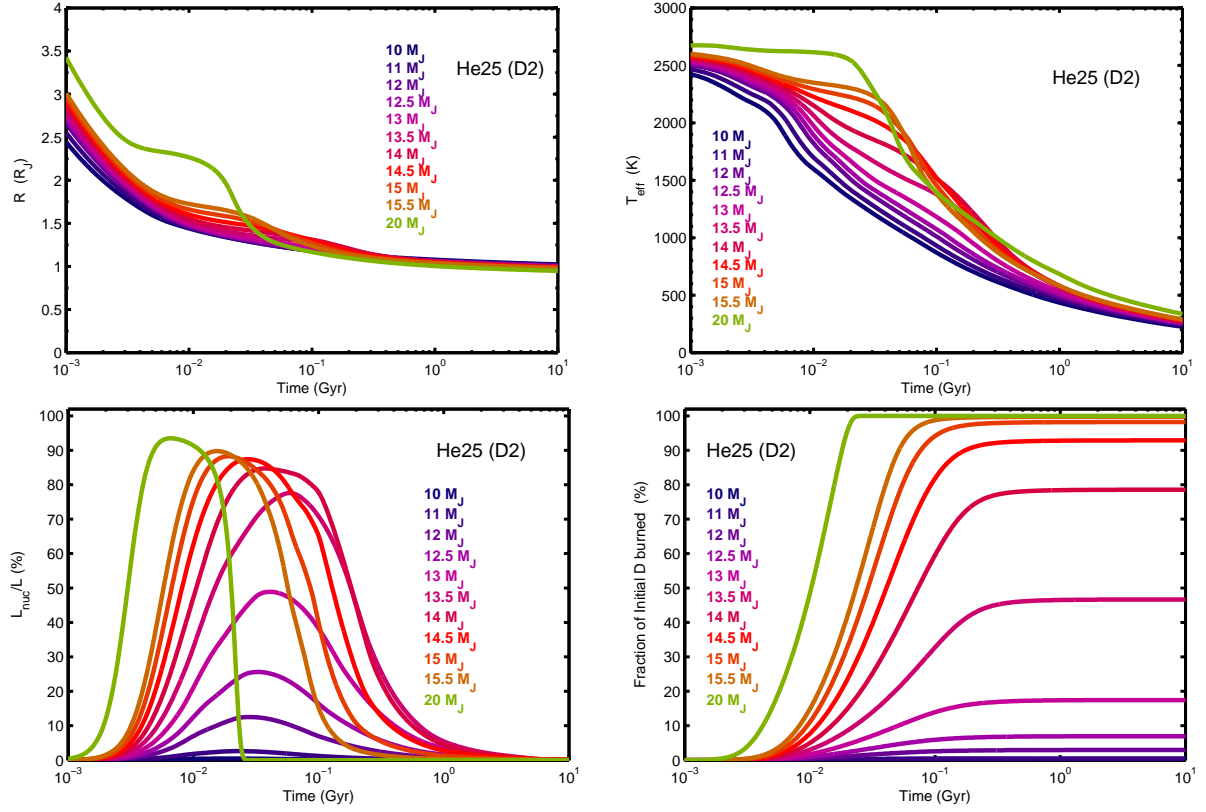 4
3.5
3
2.5
2
1.5
1
0.5
0
R (R_J)
10^−3
10^−2
10^−1
10^0
10^1
Time (Gyr)
He25 (D2)
10 M_J
11 M_J
12 M_J
12.5 M_J
13 M_J
13.5 M_J
14 M_J
14.5 M_J
15 M_J
15.5 M_J
20 M_J
3000
2500
2000
1500
1000
500
0
T_eff (K)
10^−3
10^−2
10^−1
10^0
10^1
Time (Gyr)
He25 (D2)
10 M_J
11 M_J
12 M_J
12.5 M_J
13 M_J
13.5 M_J
14 M_J
14.5 M_J
15 M_J
15.5 M_J
20 M_J
100
90
80
70
60
50
40
30
20
10
0
L_nuc/L (%)
10^−3
10^−2
10^−1
10^0
10^1
Time (Gyr)
He25 (D2)
10 M_J
11 M_J
12 M_J
12.5 M_J
13 M_J
13.5 M_J
14 M_J
14.5 M_J
15 M_J
15.5 M_J
20 M_J
100
90
80
70
60
50
40
30
20
10
0
Fraction of Initial D burned (%)
10^−3
10^−2
10^−1
10^0
10^1
Time (Gyr)
He25 (D2)
10 M_J
11 M_J
12 M_J
12.5 M_J
13 M_J
13.5 M_J
14 M_J
14.5 M_J
15 M_J
15.5 M_J
20 M_J